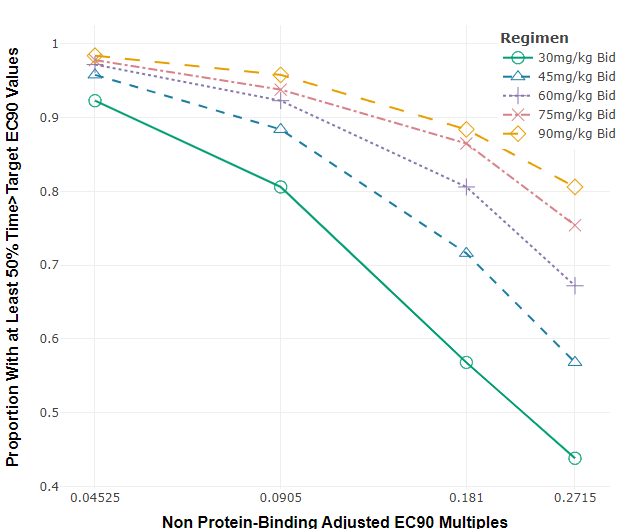 Regimen
30mg/kg Bid
45mg/kg Bid
60mg/kg Bid
75mg/kg Bid
90mg/kg Bid
Proportion With at Least 50% Time>Target EC90 Values
1
0.9
0.8
0.7
0.6
0.5
0.4
0.04525 0.0905 0.181 0.2715
Non Protein-Binding Adjusted EC90 Multiples